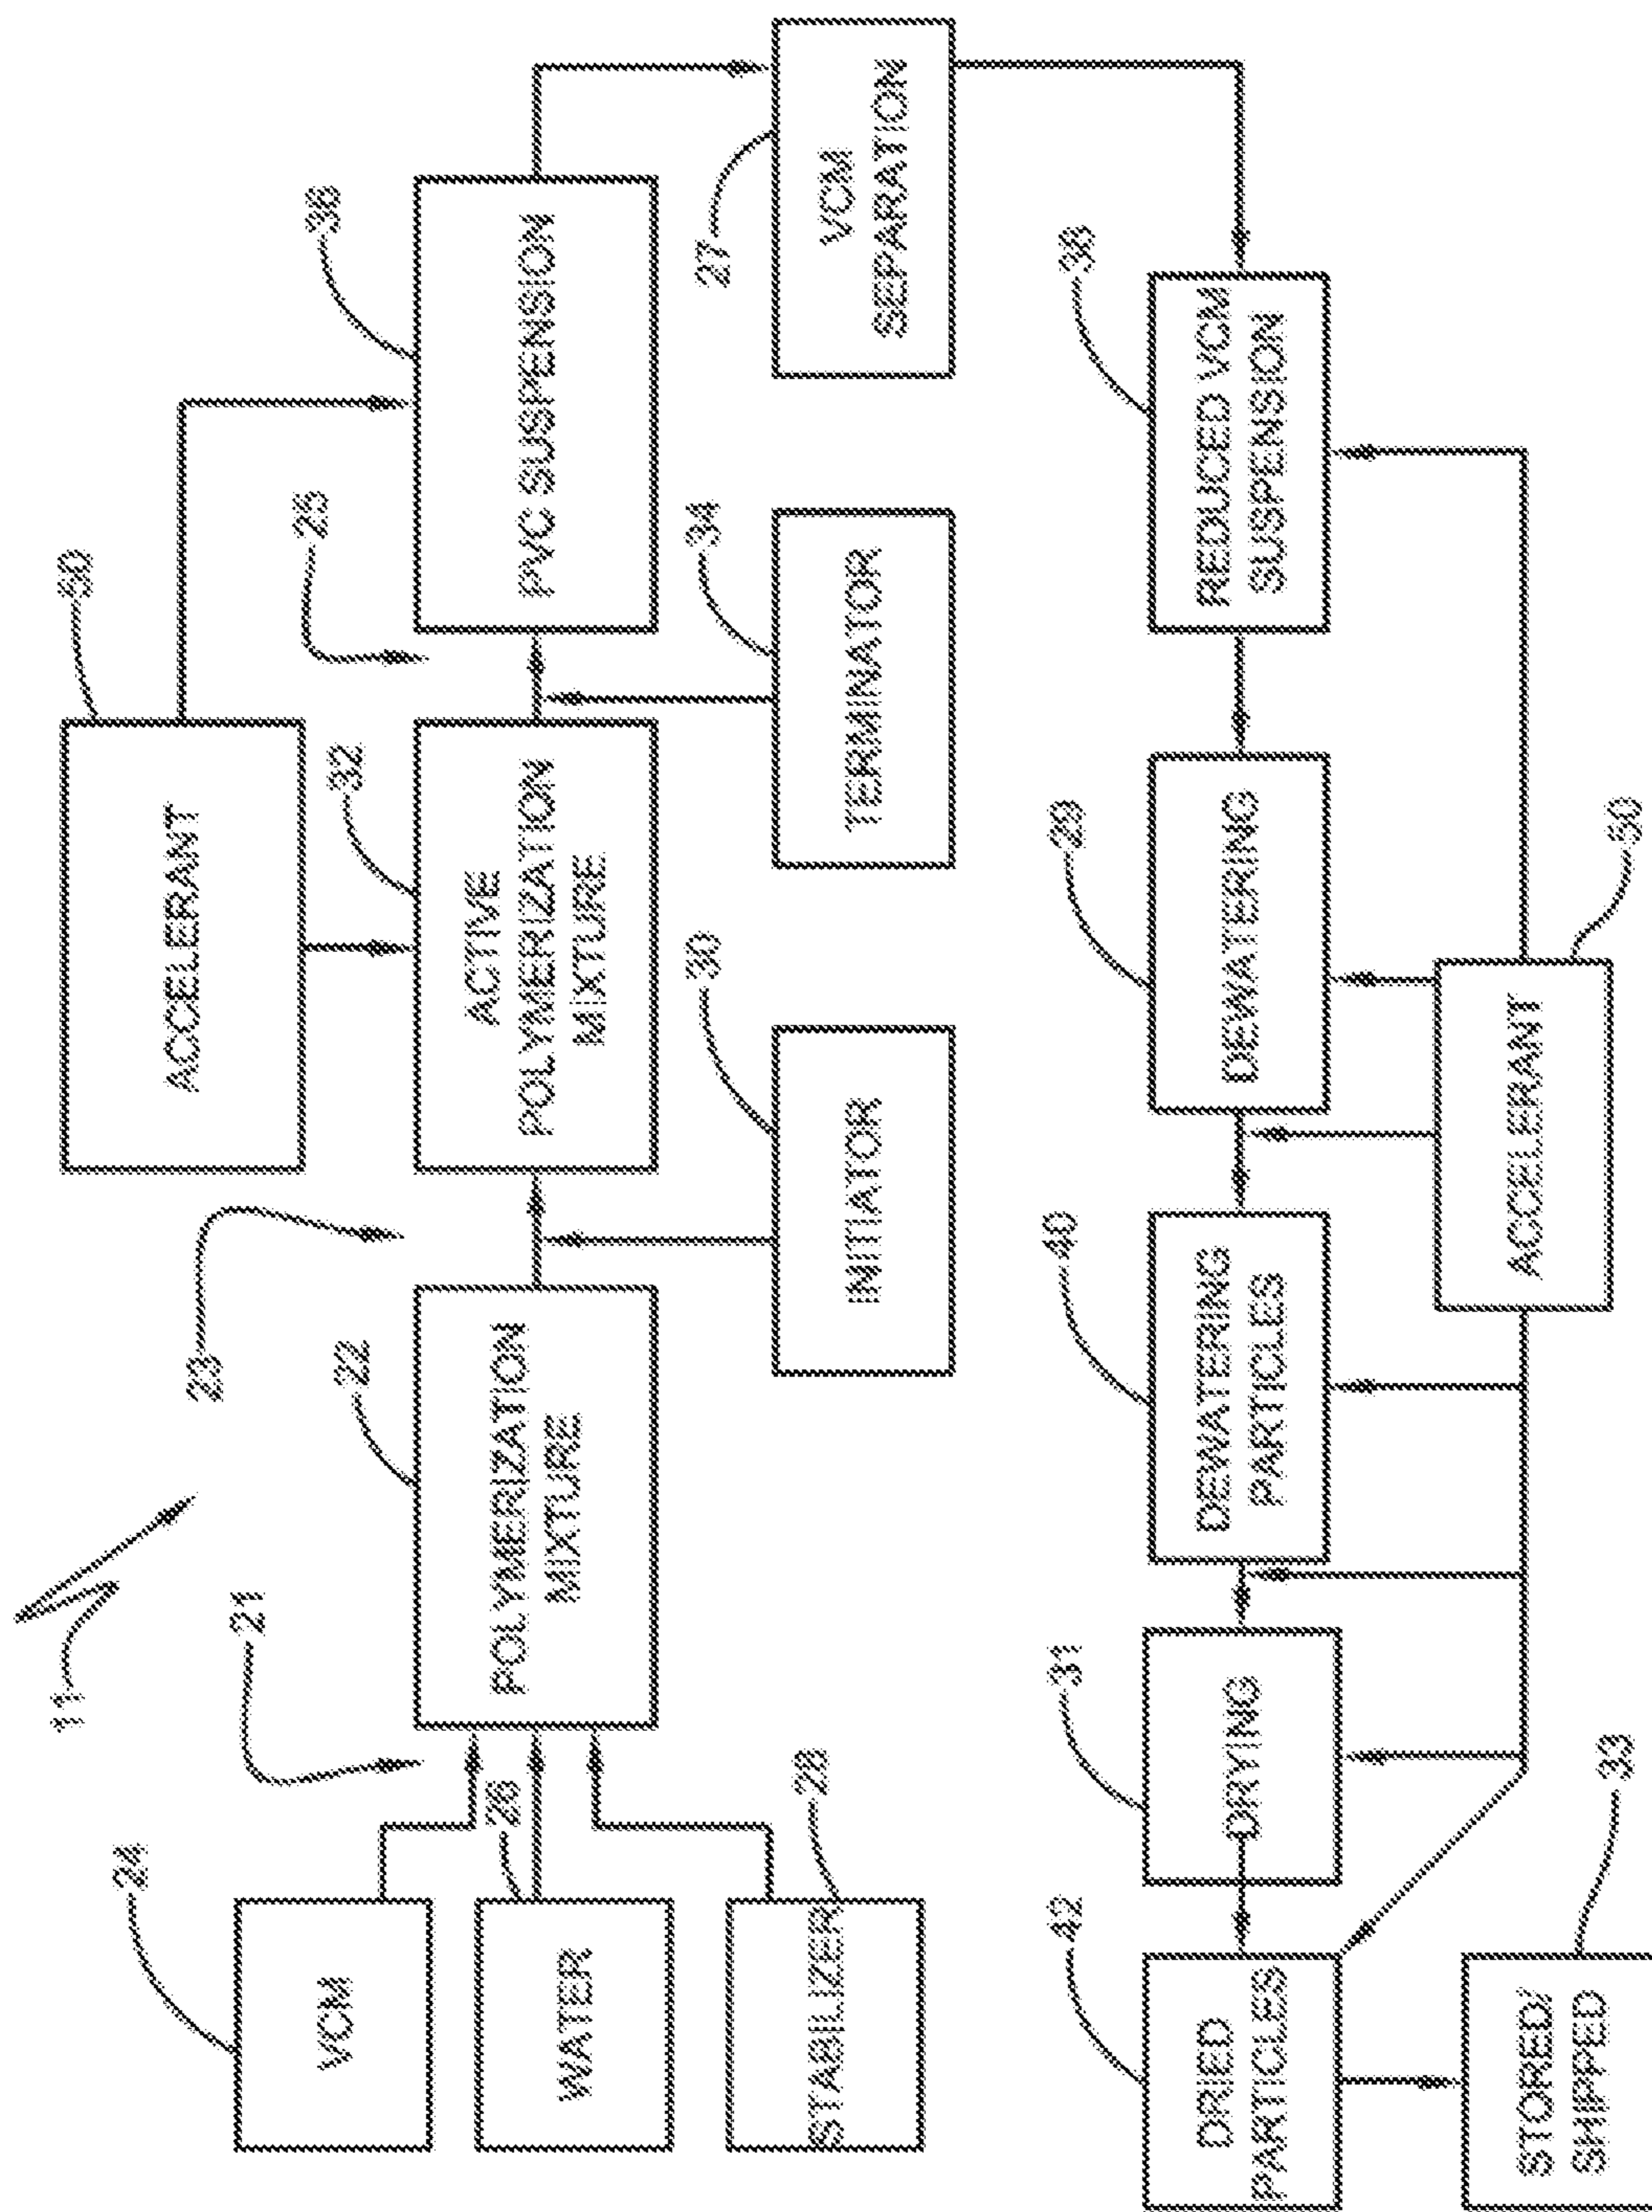 11
21
23
25
24
VCM
26
WATER
28
STABILIZER
22
POLYMERIZATION
MIXTURE
30
INITIATOR
50
ACCELERANT
32
ACTIVE
POLYMERIZATION
MIXTURE
34
TERMINATOR
36
PVC SUSPENSION
27
VCM
SEPARATION
38
REDUCED VCM
SUSPENSION
29
DEWATERING
40
DEWATERING
PARTICLES
50
ACCELERANT
31
DRYING
42
DRIED
PARTICLES
33
STORED/
SHIPPED